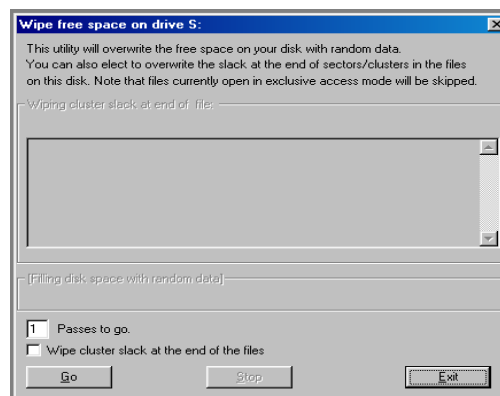 Wipe free space on drive S:
This utility will overwrite the free space on your disk with random data.
You can also elect to overwrite the slack at the end of sectors/clusters in the files
on this disk. Note that files currently open in exclusive access mode will be skipped.
Wiping cluster slack at end of file:
[Filling disk space with random data]
1 Passes to go.
Wipe cluster slack at the end of the files
Go Stop Exit